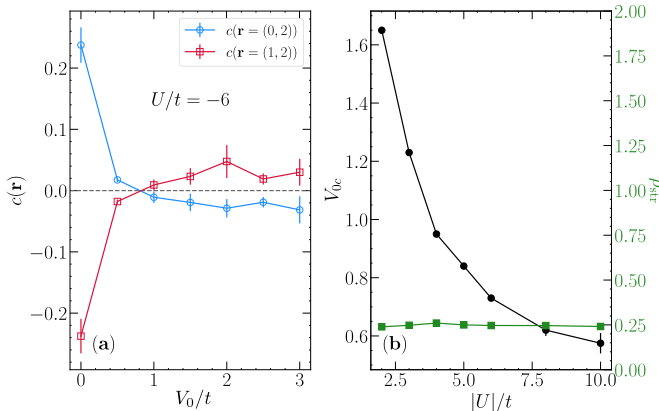 c(r = (0, 2))
c(r = (1, 2))
U/t = −6
0.2
0.1
0.0
−0.1
−0.2
c(r)
(a)
0 1 2 3
V₀/t
1.6
1.4
1.2
1.0
0.8
0.6
V₀c
(b)
2.5 5.0 7.5 10.0
|U|/t
2.00
1.75
1.50
1.25
1.00
0.75
0.50
0.25
0.00
ρstr